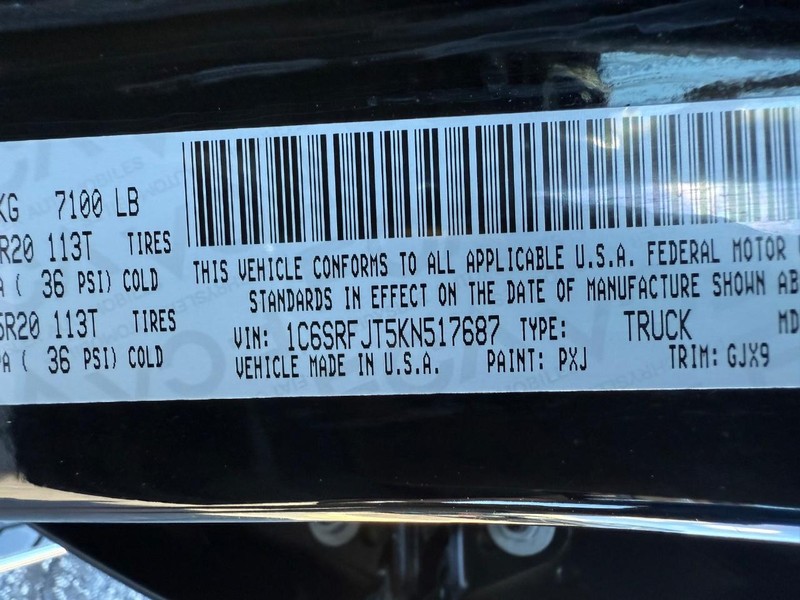 KG 7100 LB
R20 113T TIRES
A ( 36 PSI) COLD
5R20 113T TIRES
PA ( 36 PSI) COLD
THIS VEHICLE CONFORMS TO ALL APPLICABLE U.S.A. FEDERAL MOTOR
STANDARDS IN EFFECT ON THE DATE OF MANUFACTURE SHOWN AB
VIN: 1C6SRFJT5KN517687 TYPE: TRUCK MD
VEHICLE MADE IN U.S.A. PAINT: PXJ TRIM: GJX9